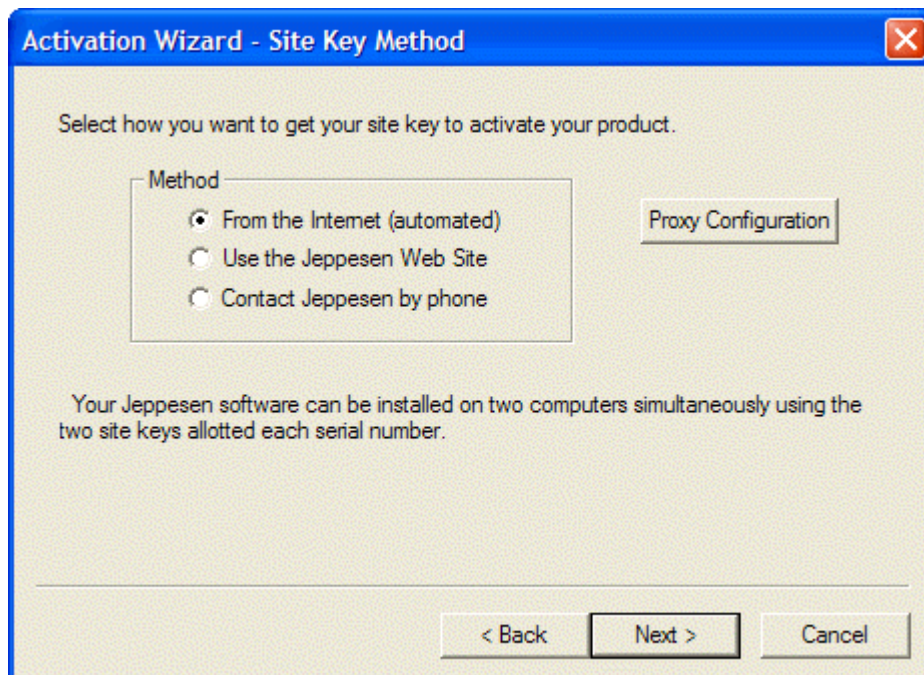 Activation Wizard - Site Key Method
Select how you want to get your site key to activate your product.
Method
From the Internet (automated)
Proxy Configuration
Use the Jeppesen Web Site
Contact Jeppesen by phone
Your Jeppesen software can be installed on two computers simultaneously using the
two site keys allotted each serial number.
< Back
Next >
Cancel